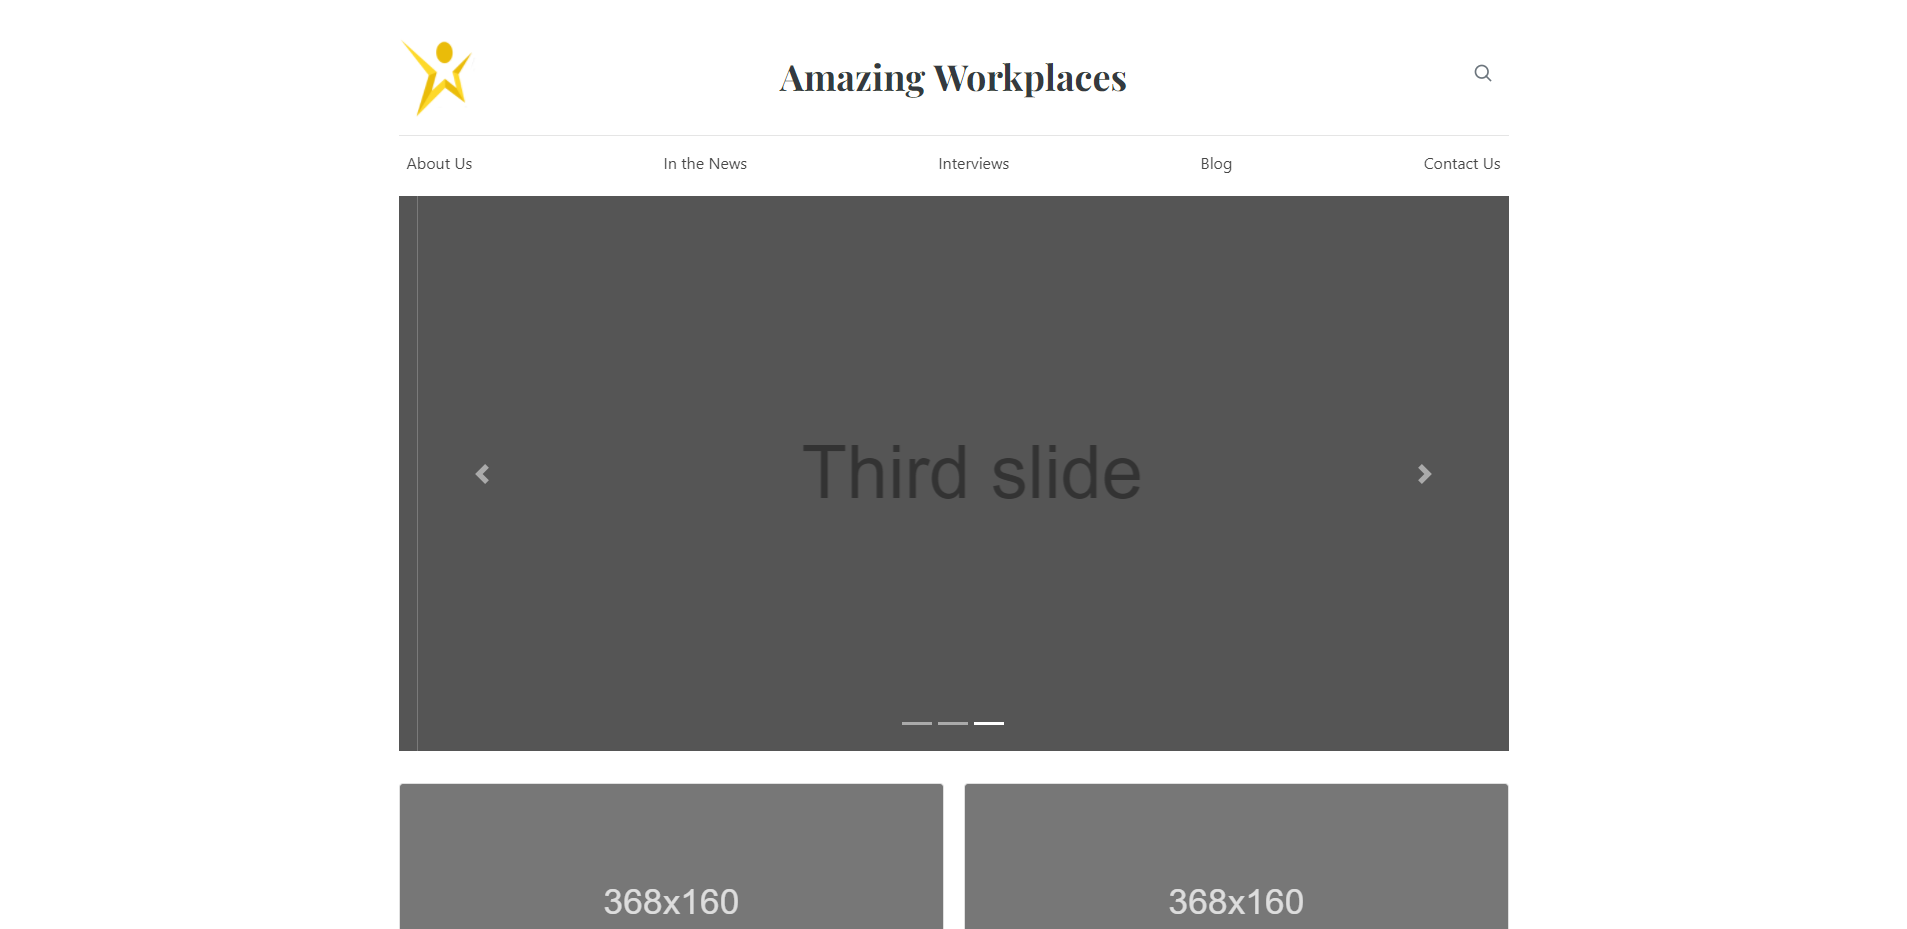 Amazing Workplaces
About Us In the News Interviews Blog Contact Us
Third slide
368x160 368x160